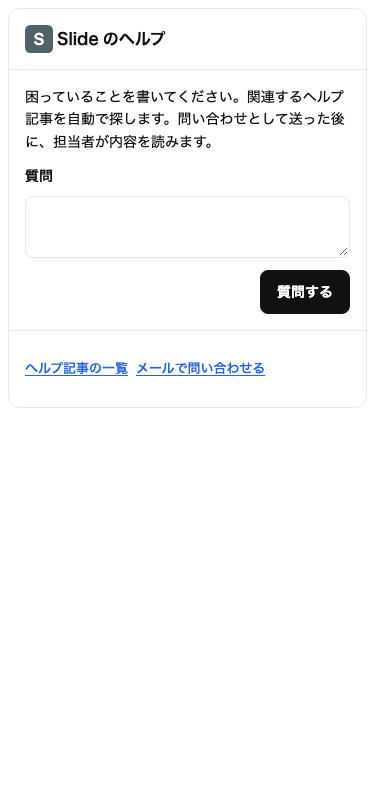 S Slide のヘルプ
困っていることを書いてください。関連するヘルプ
記事を自動で探します。問い合わせとして送った後
に、担当者が内容を読みます。
質問
質問する
ヘルプ記事の一覧 メールで問い合わせる